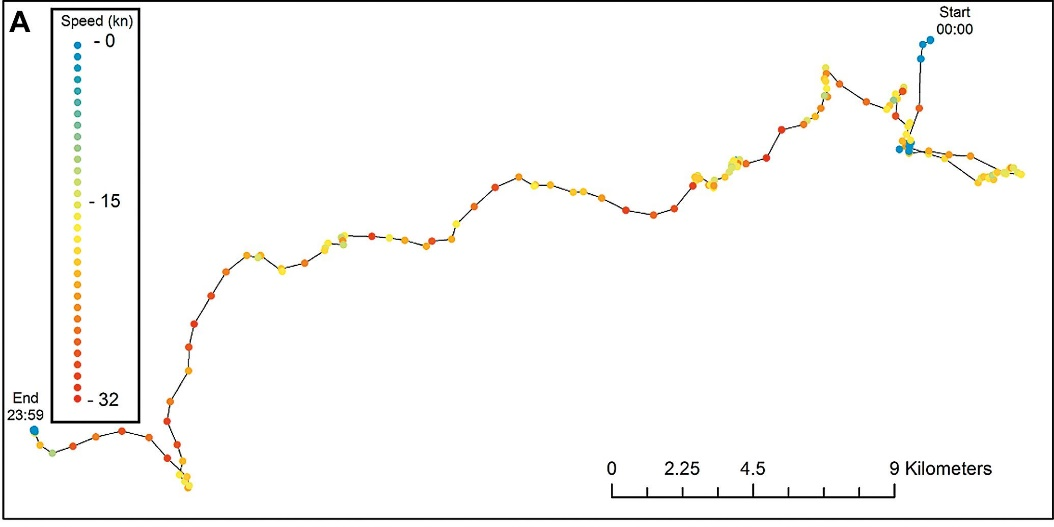 A
Speed (kn)
- 0
- 15
- 32
Start
00:00
End
23:59
0 2.25 4.5 9 Kilometers